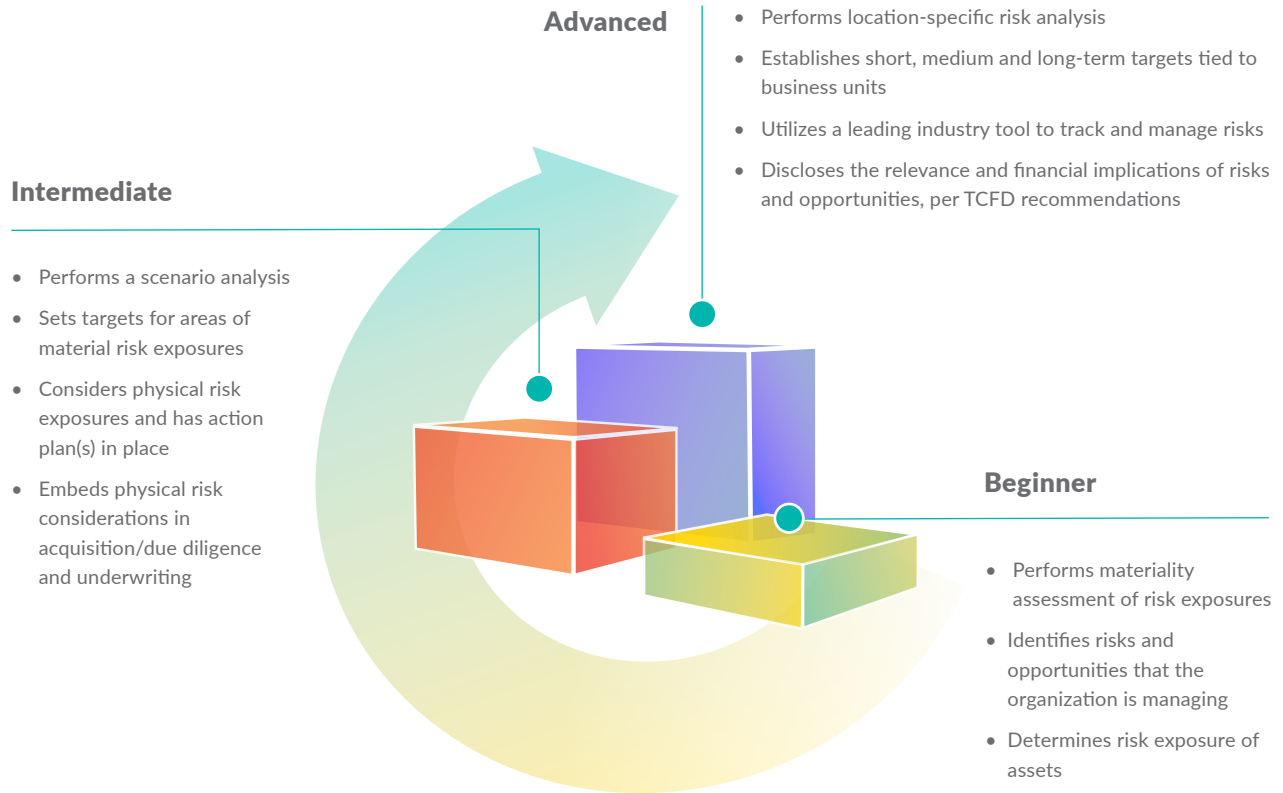 Advanced
• Performs location-specific risk analysis
• Establishes short, medium and long-term targets tied to
business units
• Utilizes a leading industry tool to track and manage risks
• Discloses the relevance and financial implications of risks
and opportunities, per TCFD recommendations
Intermediate
• Performs a scenario analysis
• Sets targets for areas of
material risk exposures
• Considers physical risk
exposures and has action
plan(s) in place
• Embeds physical risk
considerations in
acquisition/due diligence
and underwriting
Beginner
• Performs materiality
assessment of risk exposures
• Identifies risks and
opportunities that the
organization is managing
• Determines risk exposure of
assets